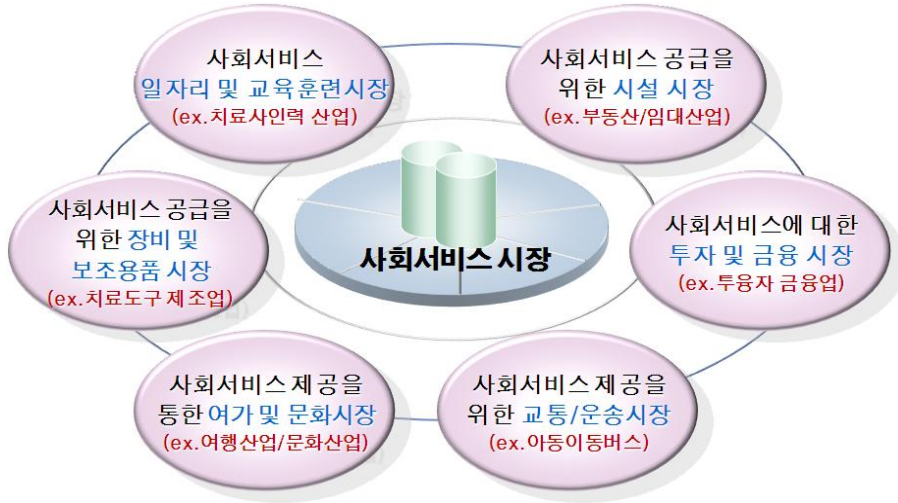 사회서비스
일자리 및 교육훈련시장
(ex.치료사인력 산업)
사회서비스 공급을
위한 시설 시장
(ex.부동산/임대산업)
사회서비스 공급을
위한 장비 및
보조용품 시장
(ex.치료도구 제조업)
사회서비스 시장
사회서비스에 대한
투자 및 금융 시장
(ex.투융자 금융업)
사회서비스 제공을
통한 여가 및 문화시장
(ex.여행산업/문화산업)
사회서비스 제공을
위한 교통/운송시장
(ex.아동이동버스)